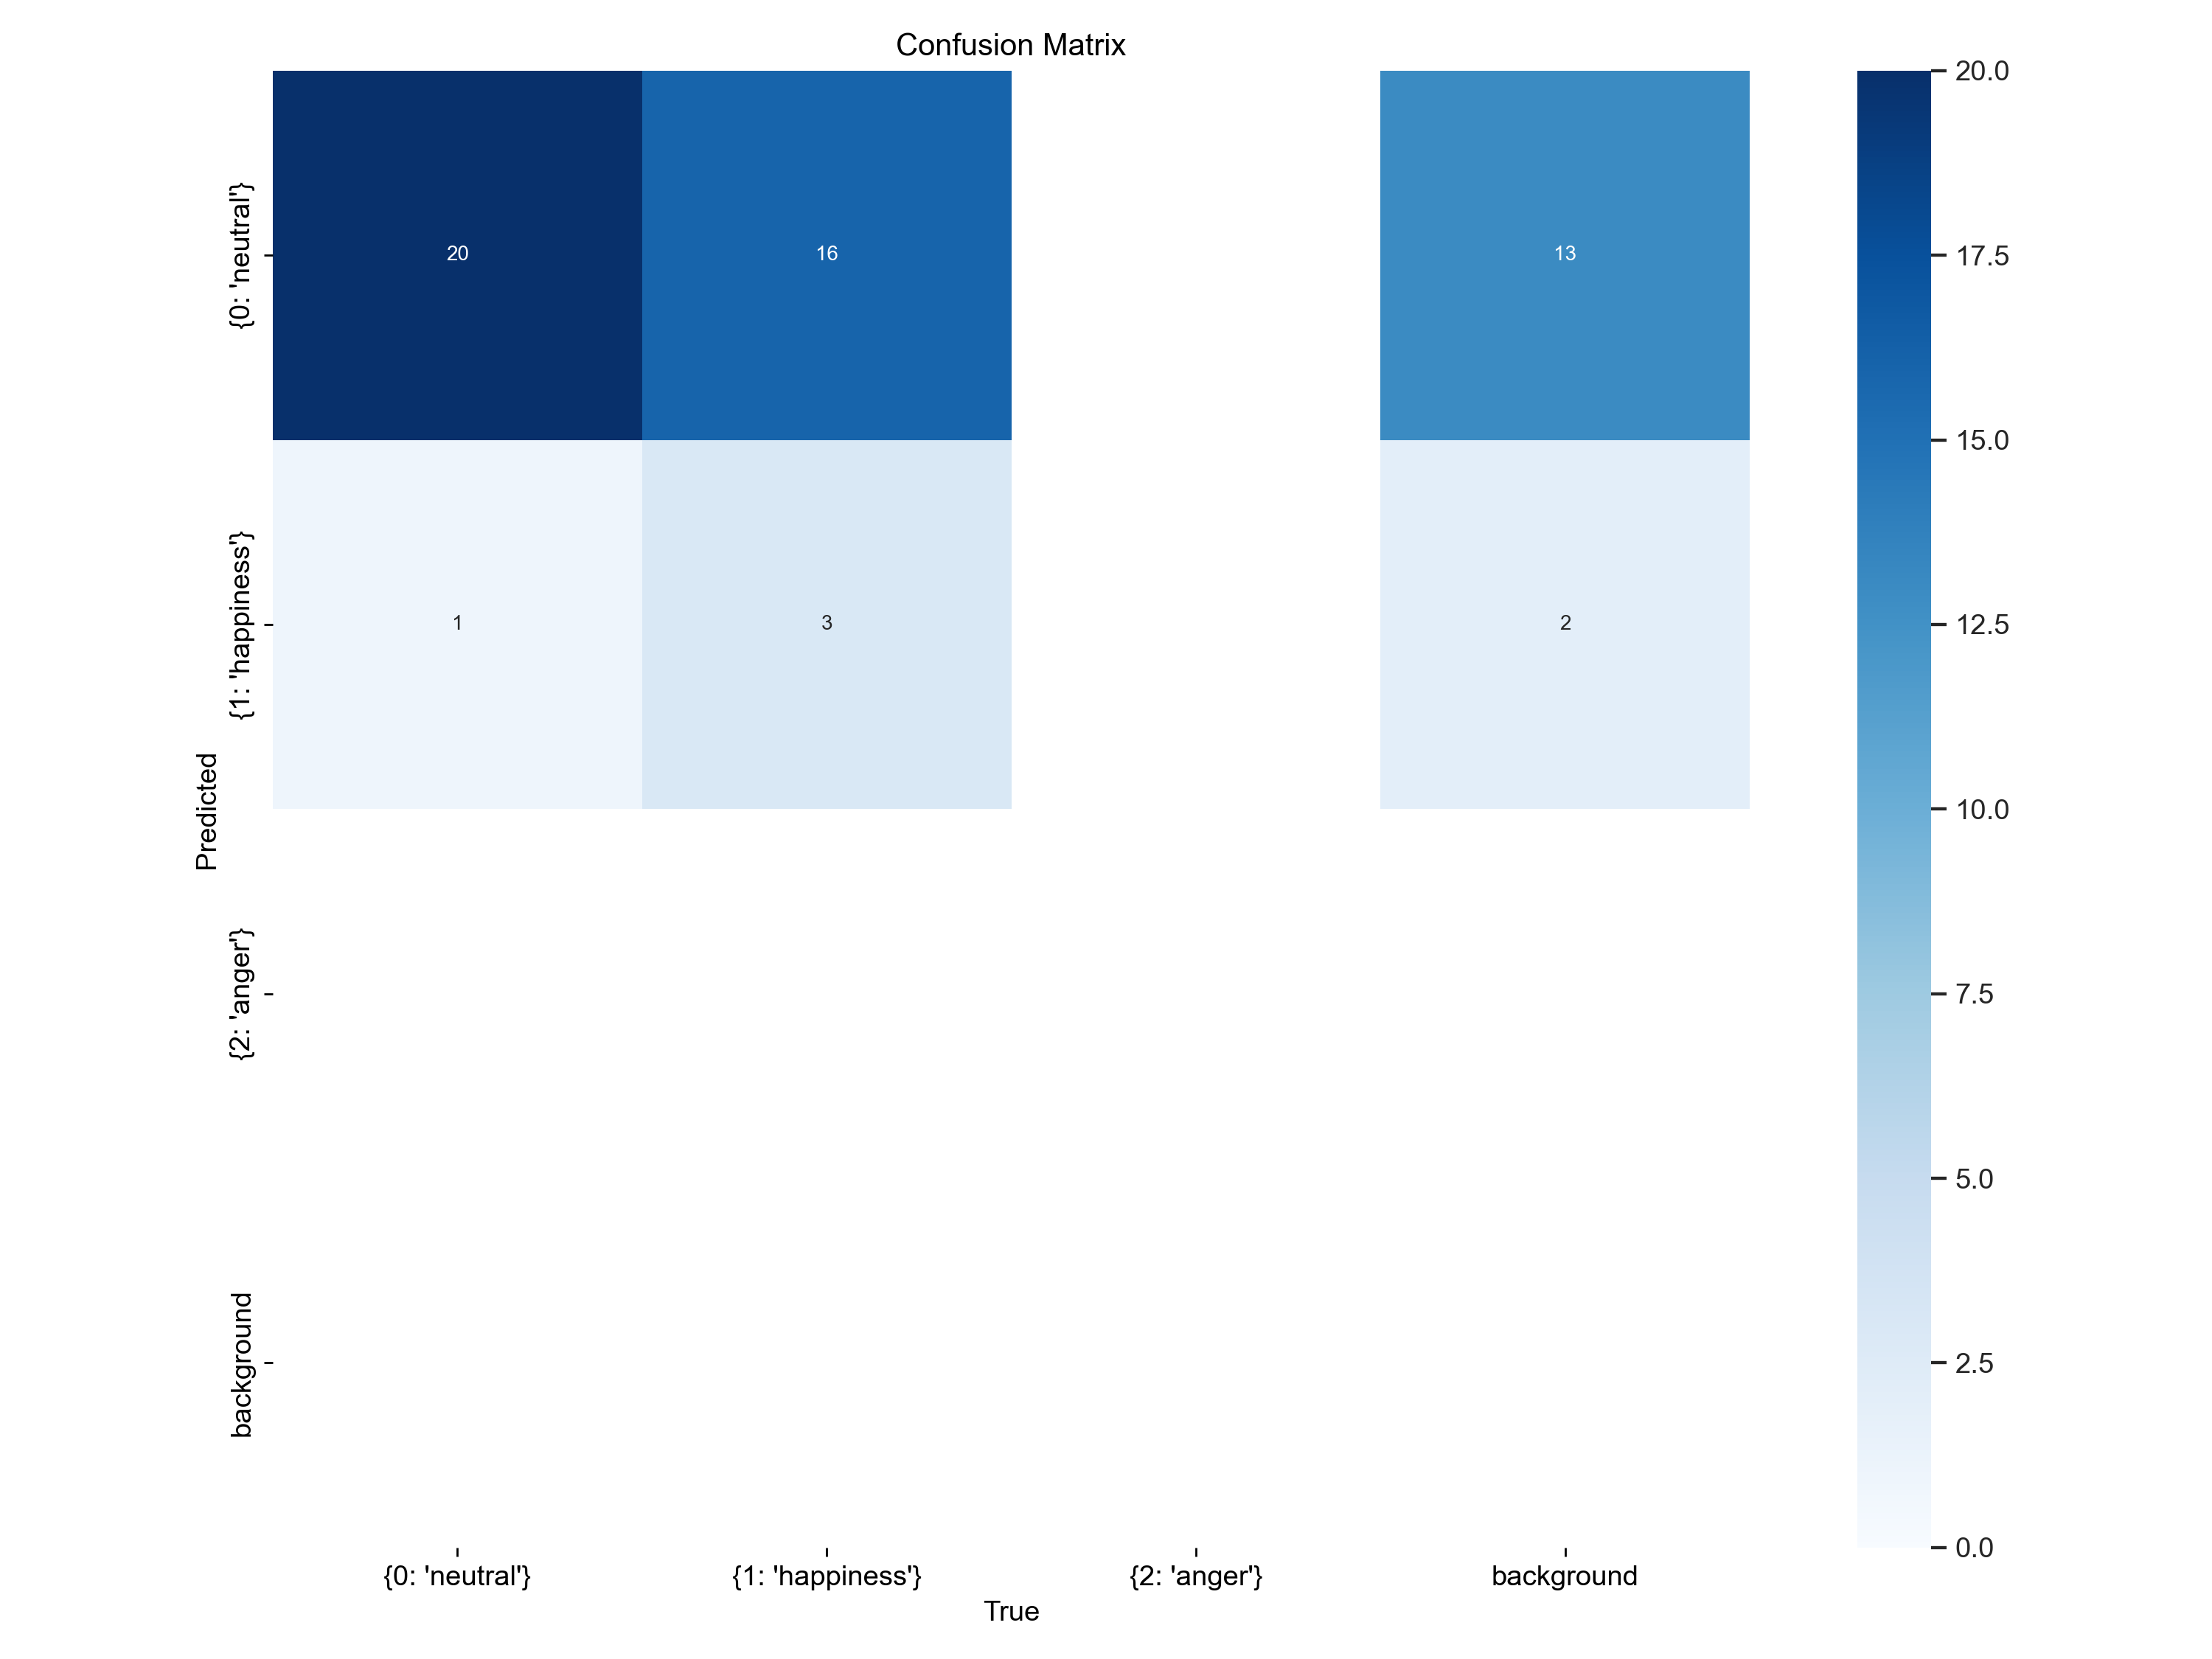 Confusion Matrix
20.0
17.5
15.0
12.5
10.0
7.5
5.0
2.5
0.0
Predicted
{0: 'neutral'}
20
16
13
{1: 'happiness'}
1
3
2
{2: 'anger'}
background
{0: 'neutral'}
{1: 'happiness'}
{2: 'anger'}
background
True